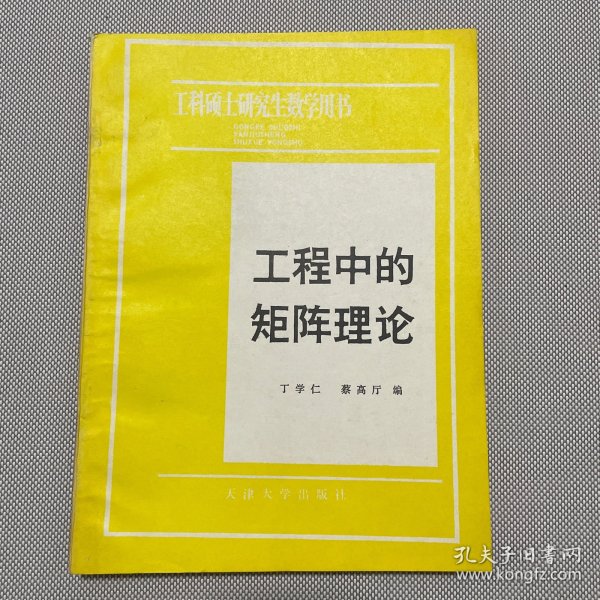 工科硕士研究生数学用书
GONGKE SHUOSHI
YANJIUSHENG
SHUXUE YONGSHU
工程中的
矩阵理论
丁学仁 蔡高厅 编
天津大学出版社
孔夫子旧书网
www.kongfz.com